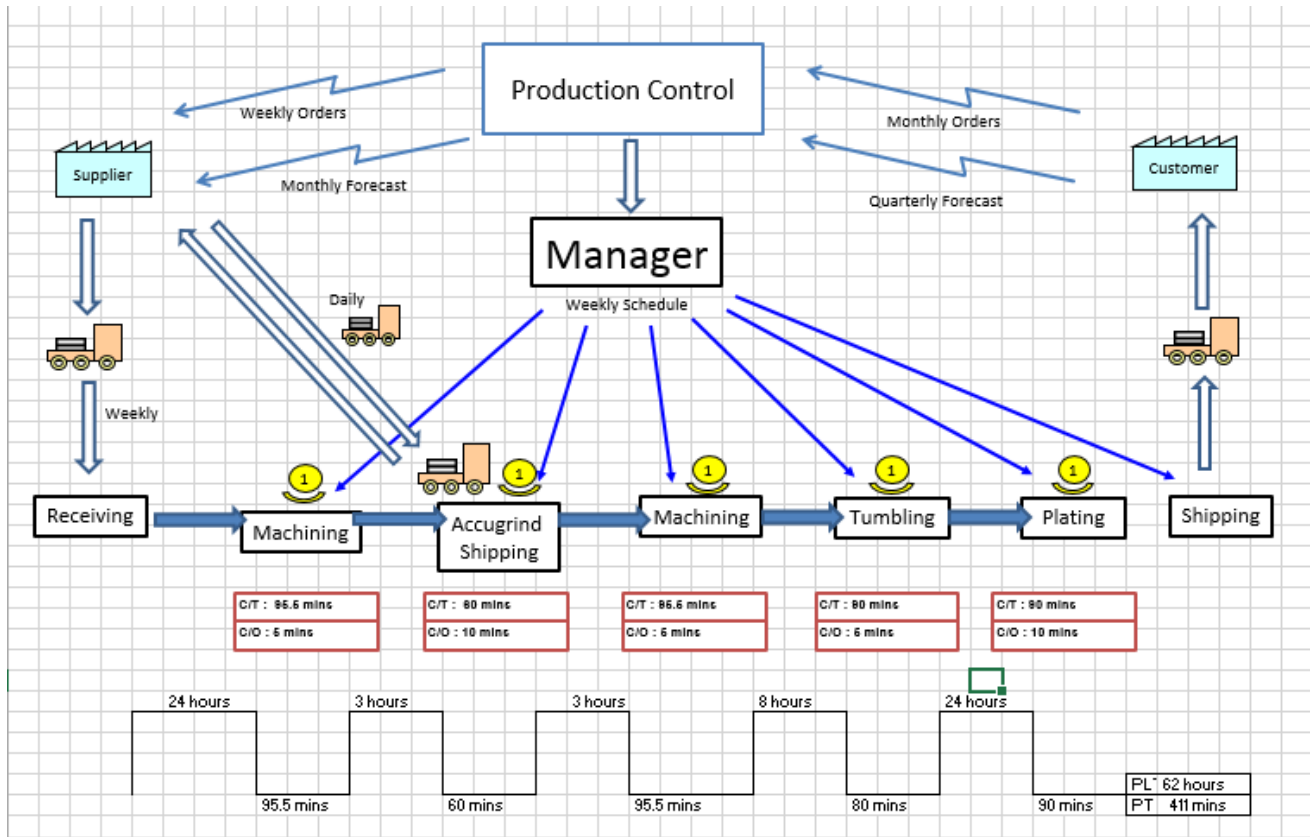 Production Control
Weekly Orders
Monthly Orders
Supplier
Customer
Monthly Forecast
Quarterly Forecast
Manager
Daily
Weekly Schedule
Weekly
1
1
1
1
1
Receiving
Machining
Accugrind
Shipping
Machining
Tumbling
Plating
Shipping
C/T : 95.5 mins
C/O : 5 mins
C/T : 60 mins
C/O : 10 mins
C/T : 95.5 mins
C/O : 5 mins
C/T : mins
C/O : 5 mins
C/T : 90 mins
C/O : 10 mins
24 hours
3 hours
3 hours
8 hours
24 hours
95.5 mins
60 mins
95.5 mins
80 mins
90 mins
PL 62 hours
PT 411 mins